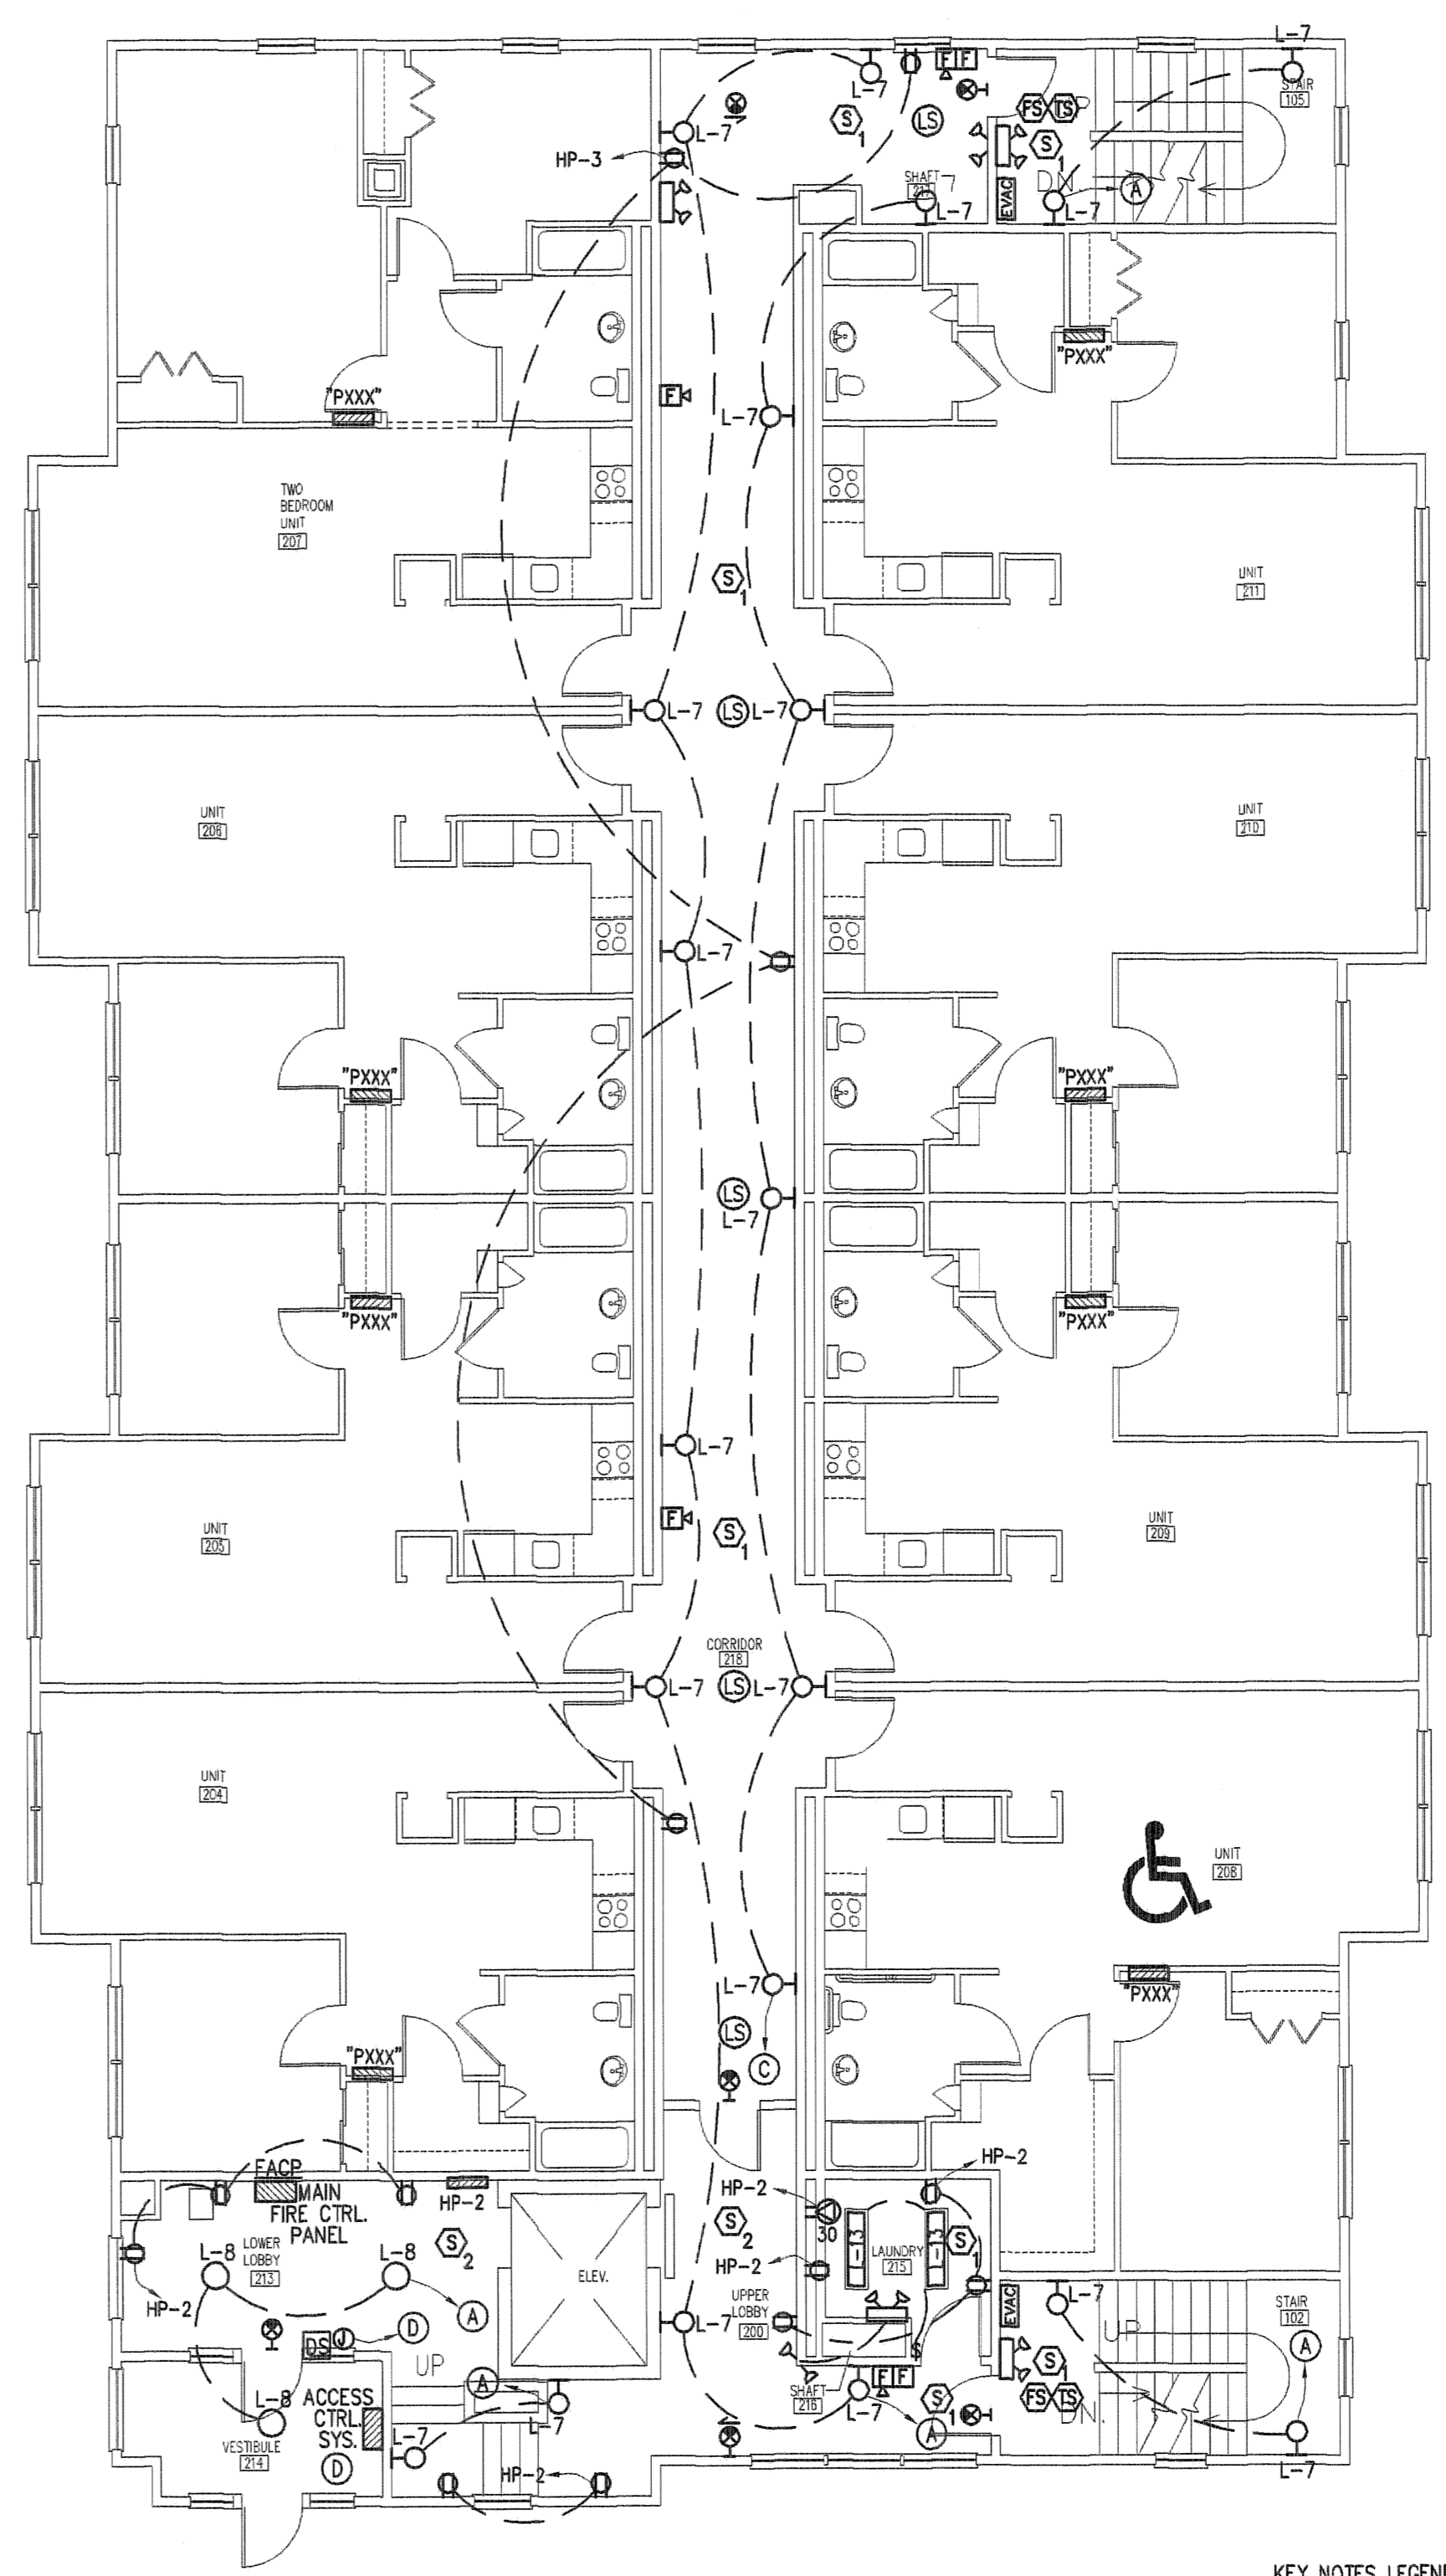 L-7
L-7
F F
STAIR
105
L-7
S
1
LS
FS TS
HP-3
S
1
SHAFT
217
7
L-7
EVAC
DN
L-7
A
"PXXX"
"PXXX"
F
L-7
TWO
BEDROOM
UNIT
207
S
1
UNIT
211
L-7
LS
L-7
UNIT
206
UNIT
210
L-7
"PXXX"
"PXXX"
LS
L-7
"PXXX"
"PXXX"
L-7
F
S
1
UNIT
205
UNIT
209
CORRIDOR
218
L-7
LS
L-7
UNIT
204
UNIT
208
L-7
"PXXX"
LS
C
"PXXX"
FACP
MAIN
FIRE CTRL.
PANEL
HP-2
HP-2
HP-2
S
2
S
2
30
L-13
L-13
S
1
LOWER
LOBBY
213
L-8
L-8
LAUNDRY
215
HP-2
ELEV.
HP-2
A
D
J
DS
UP
UPPER
LOBBY
200
L-7
$
EVAC
L-7
UP
STAIR
102
A
L-8
ACCESS
CTRL.
SYS.
D
VESTIBULE
214
A
L-7
L-7
SHAFT
216
F F
L-7
A
S
1
S
1
FS TS
DN.
L-7
HP-2
KEY NOTES LEGEND